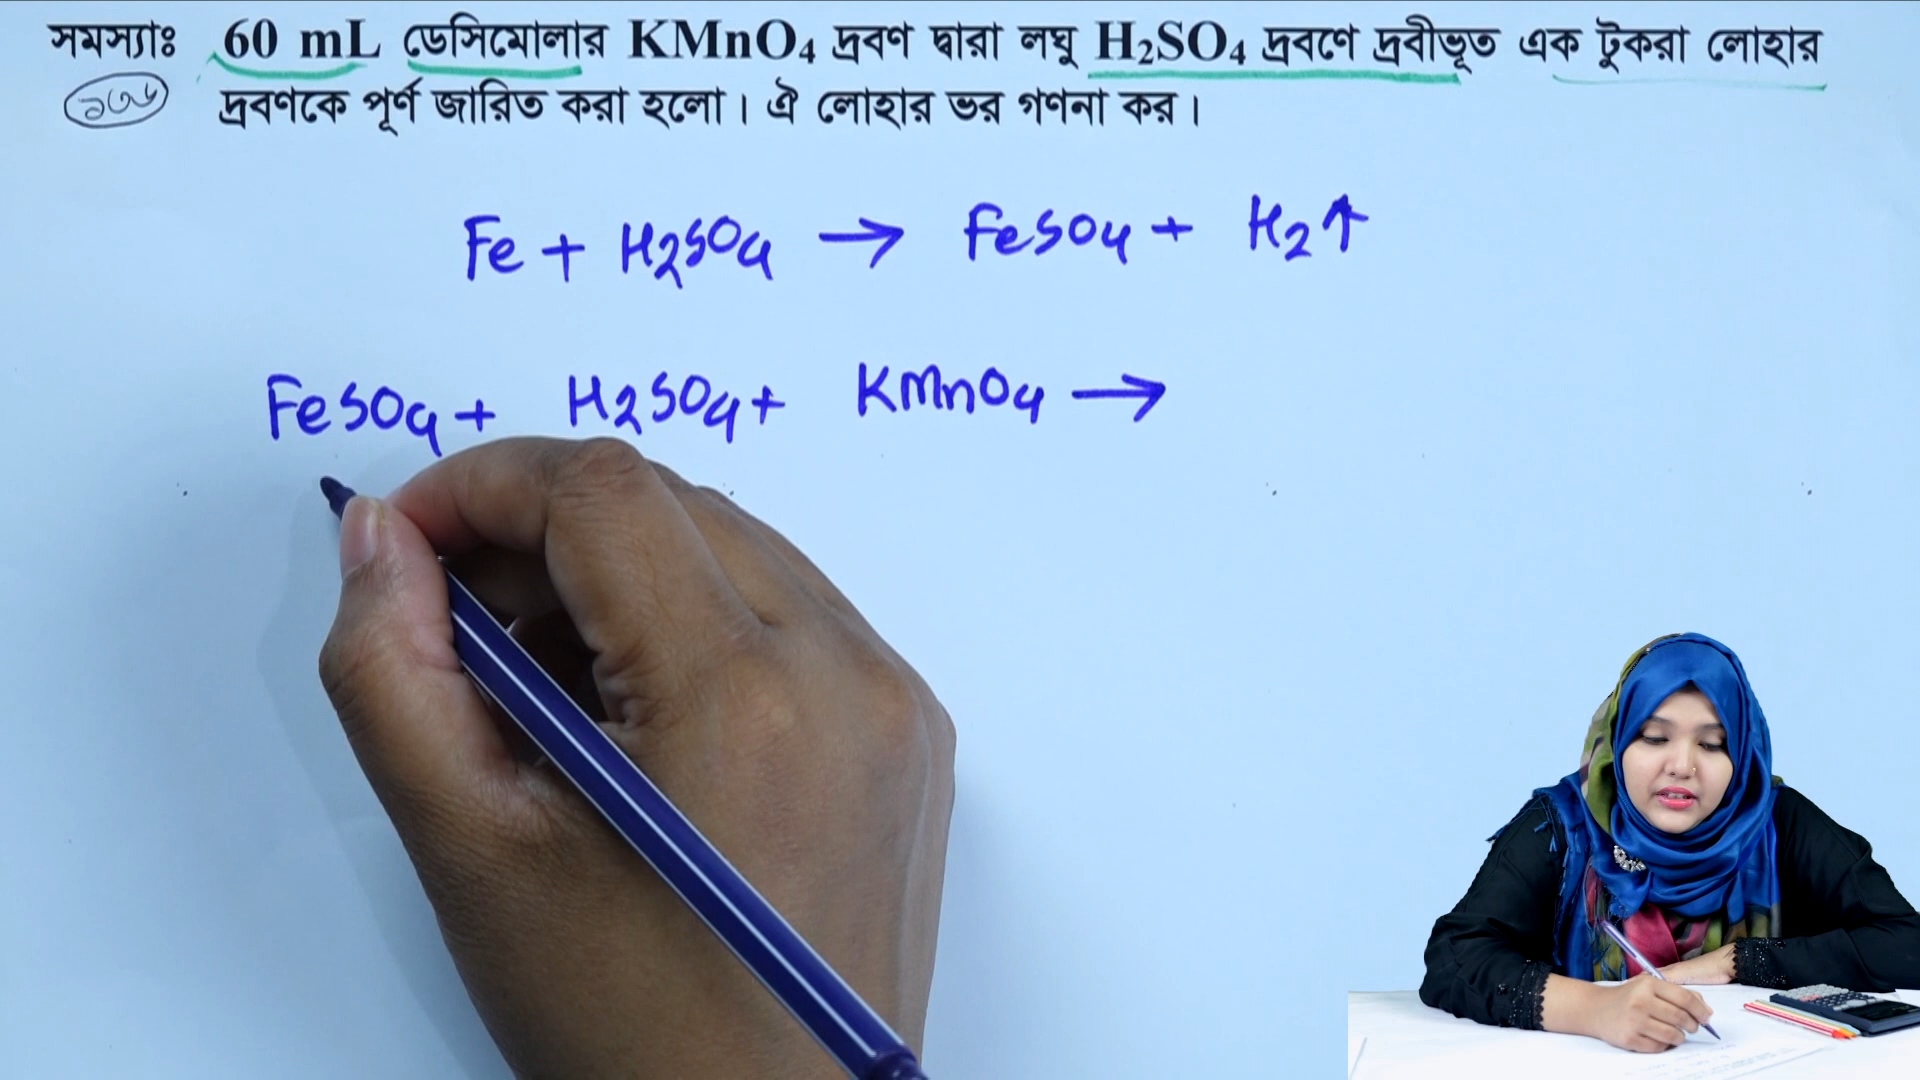 সমস্যাঃ 60 mL ডেসিমোলার KMnO₄ দ্রবণ দ্বারা লঘু H₂SO₄ দ্রবণে দ্রবীভূত এক টুকরা লোহার
১৩৬ দ্রবণকে পূর্ণ জারিত করা হলো। ঐ লোহার ভর গণনা কর।
Fe + H₂SO₄ → FeSO₄ + H₂↑
FeSO₄ + H₂SO₄ + KMnO₄ →